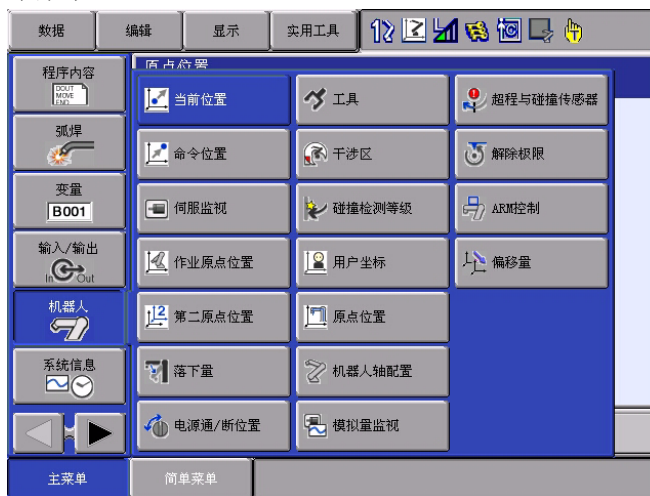 数据 编辑 显示 实用工具
程序内容
DOUT
MOVE
END
弧焊
变量
B001
输入/输出
In Out
机器人
系统信息
原点位置
当前位置 工具 超程与碰撞传感器
命令位置 干涉区 解除极限
伺服监视 碰撞检测等级 ARM控制
作业原点位置 用户坐标 偏移量
第二原点位置 原点位置
落下量 机器人轴配置
电源通/断位置 模拟量监视
主菜单 简单菜单